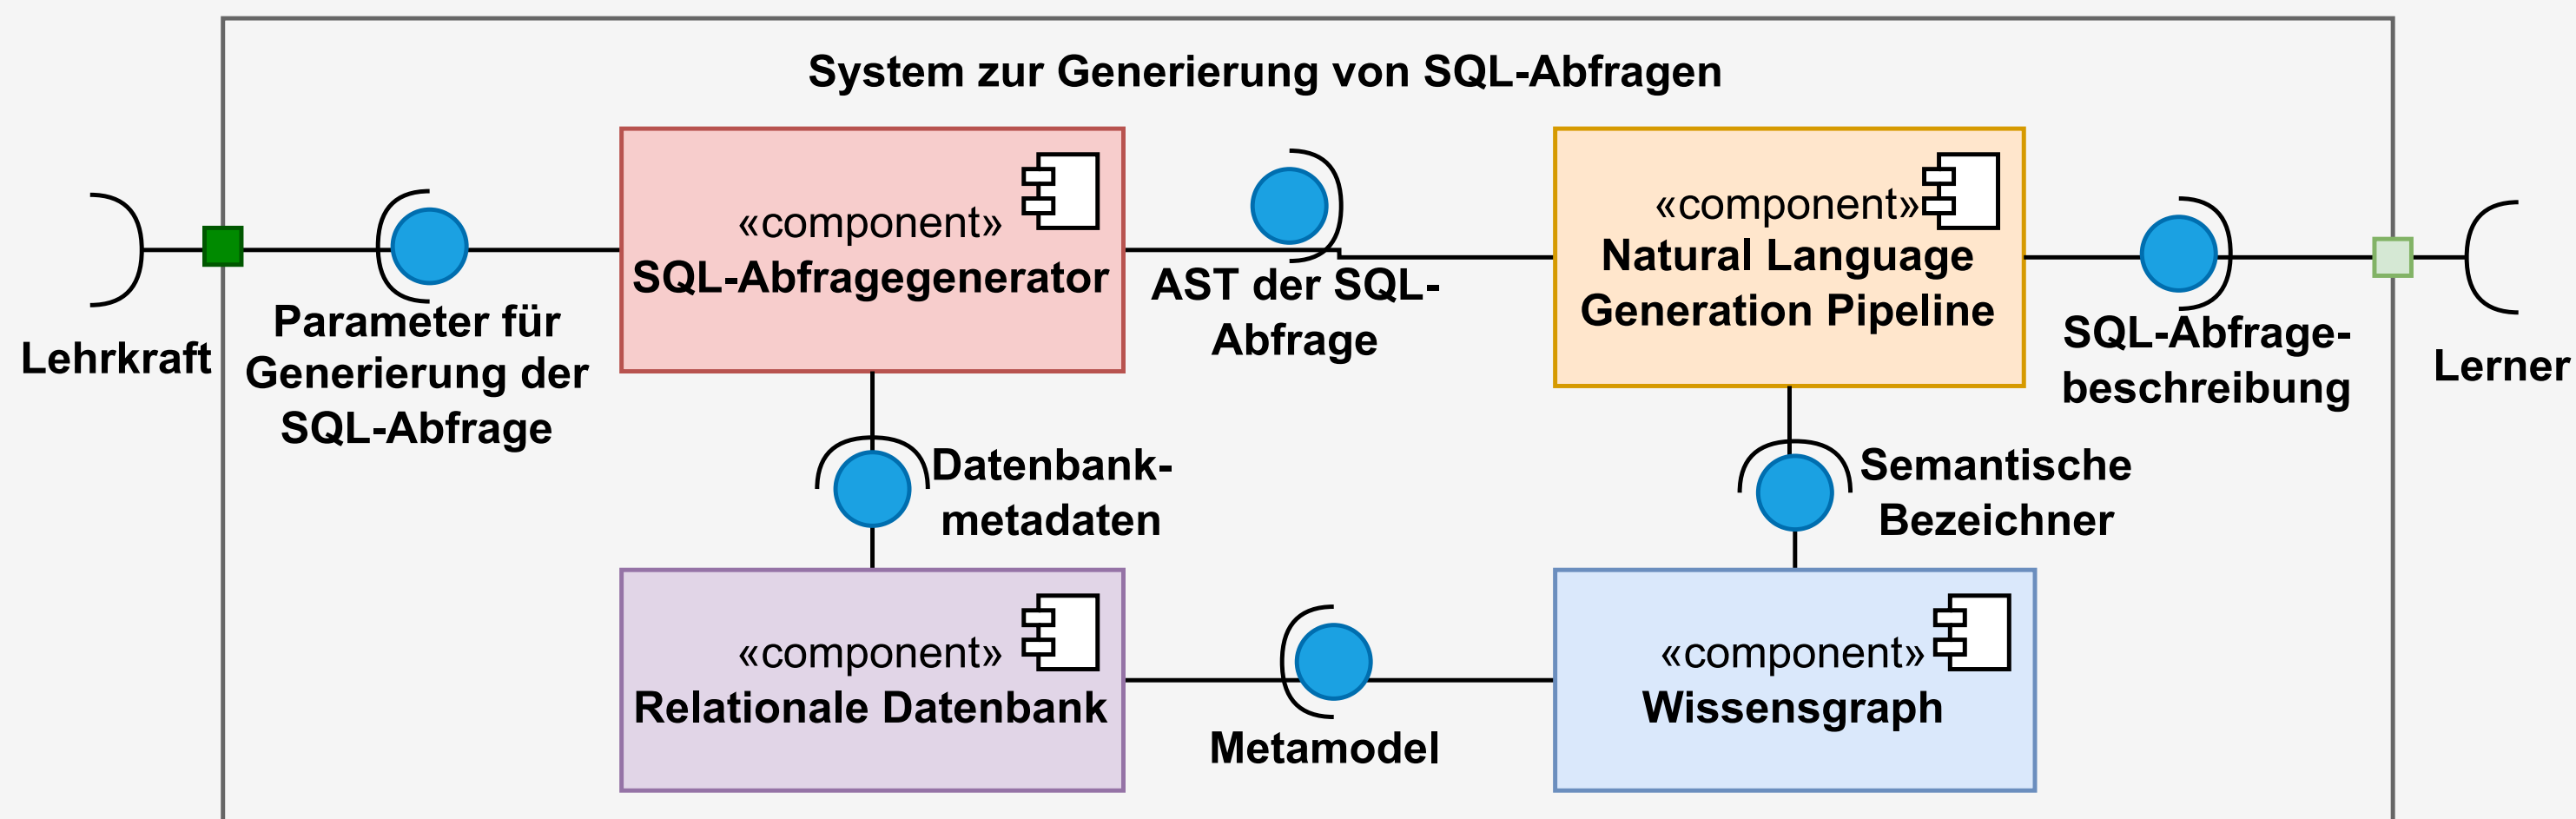 System zur Generierung von SQL-Abfragen
Lehrkraft
Parameter für
Generierung der
SQL-Abfrage
«component»
SQL-Abfragegenerator
AST der SQL-
Abfrage
«component»
Natural Language
Generation Pipeline
SQL-Abfrage-
beschreibung
Lerner
Datenbank-
metadaten
Semantische
Bezeichner
«component»
Relationale Datenbank
Metamodel
«component»
Wissensgraph